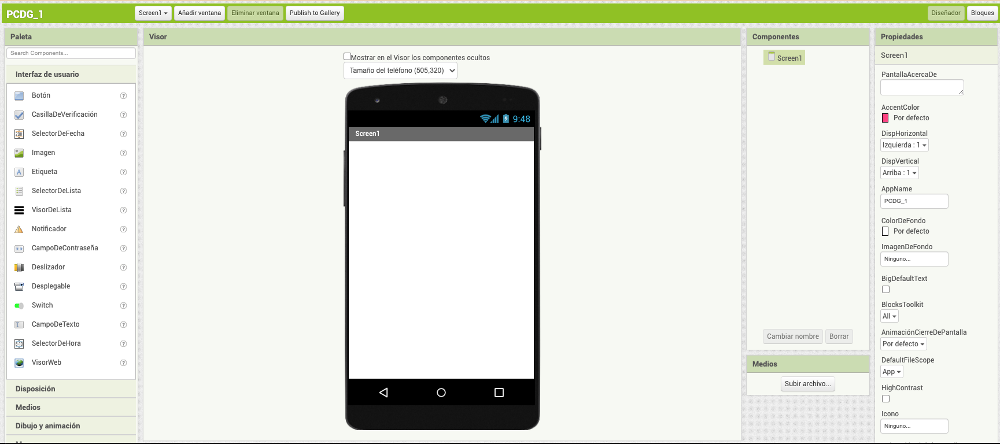 PCDG_1
Screen1
Añadir ventana
Eliminar ventana
Publish to Gallery
Diseñador
Bloques
Paleta
Search Components...
Interfaz de usuario
Botón
CasillaDeVerificación
SelectorDeFecha
Imagen
Etiqueta
SelectorDeLista
VisorDeLista
Notificador
CampoDeContraseña
Deslizador
Desplegable
Switch
CampoDeTexto
SelectorDeHora
VisorWeb
Disposición
Medios
Dibujo y animación
Visor
Mostrar en el Visor los componentes ocultos
Tamaño del teléfono (505,320)
9:48
Screen1
Componentes
Screen1
Cambiar nombre
Borrar
Medios
Subir archivo...
Propiedades
Screen1
PantallaAcercaDe
AccentColor
Por defecto
DispHorizontal
Izquierda : 1
DispVertical
Arriba : 1
AppName
PCDG_1
ColorDeFondo
Por defecto
ImagenDeFondo
Ninguno...
BigDefaultText
BlocksToolkit
All
AnimaciónCierreDePantalla
Por defecto
DefaultFileScope
App
HighContrast
Icono
Ninguno...